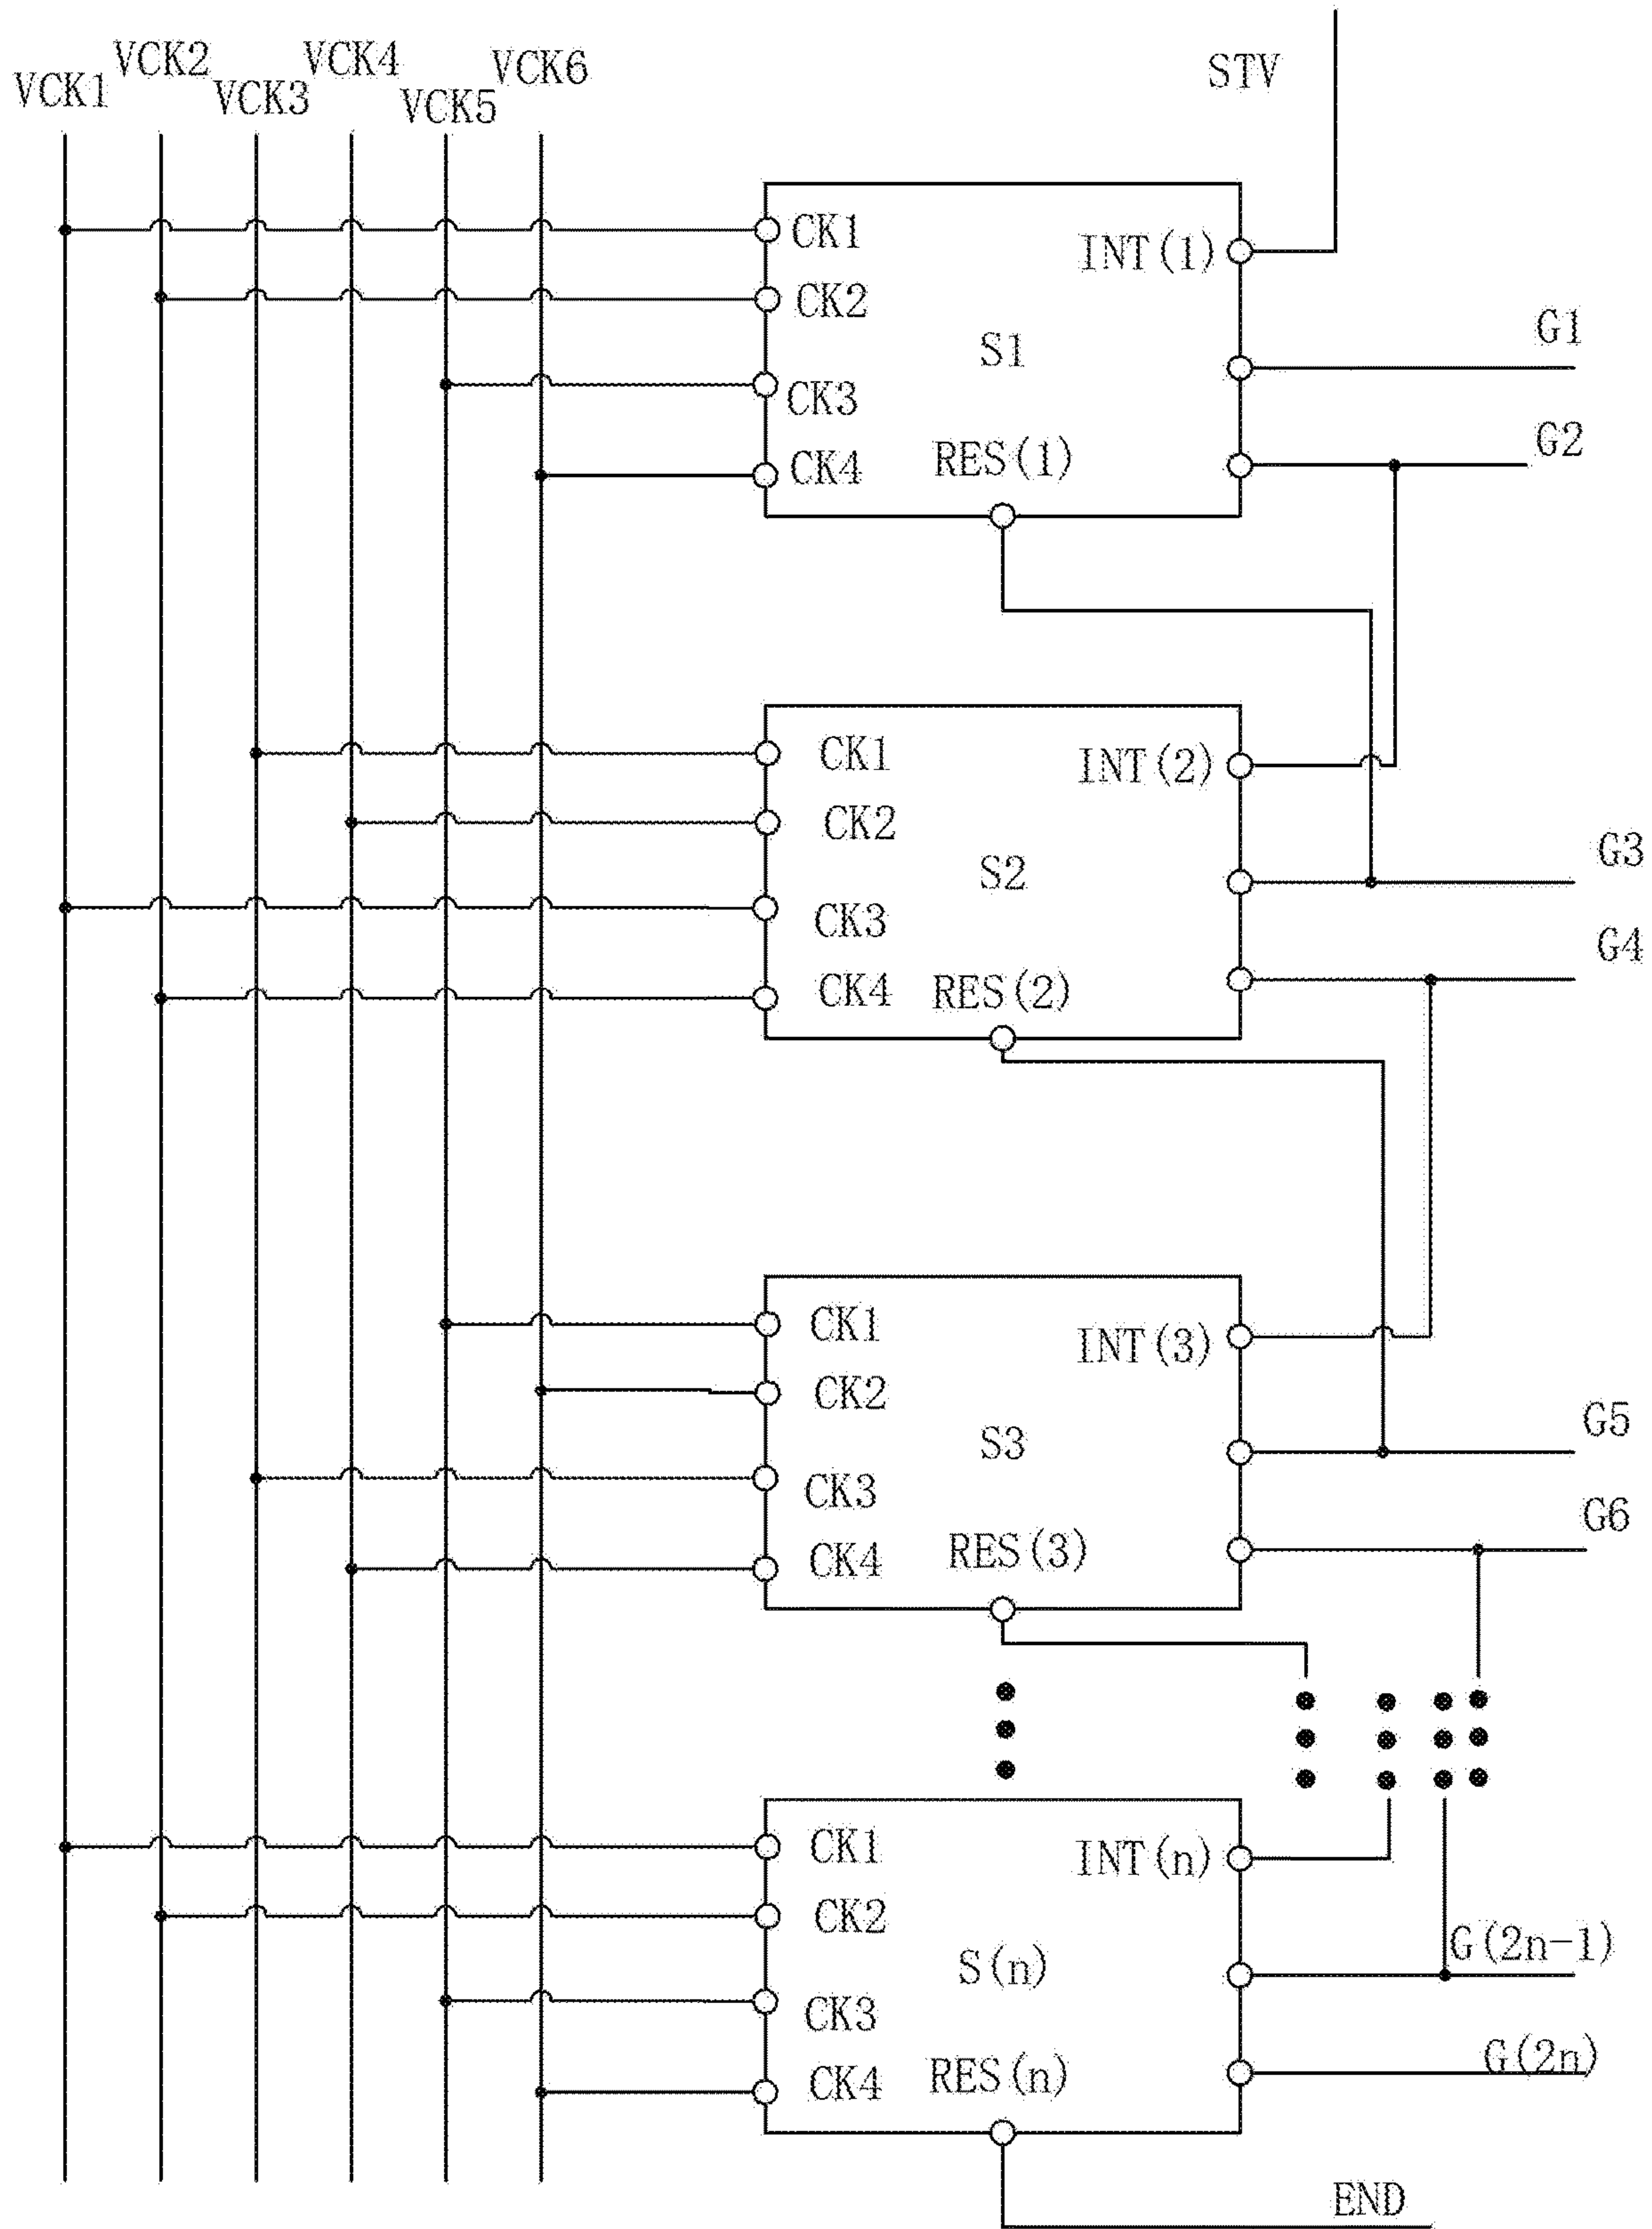 VCK1
VCK2
VCK3
VCK4
VCK5
VCK6
STV
CK1
INT(1)
CK2
G1
S1
CK3
G2
RES(1)
CK4
CK1
INT(2)
CK2
G3
S2
CK3
G4
CK4
RES(2)
CK1
INT(3)
CK2
G5
S3
CK3
G6
RES(3)
CK4
CK1
INT(n)
CK2
G(2n-1)
S(n)
CK3
G(2n)
RES(n)
CK4
END